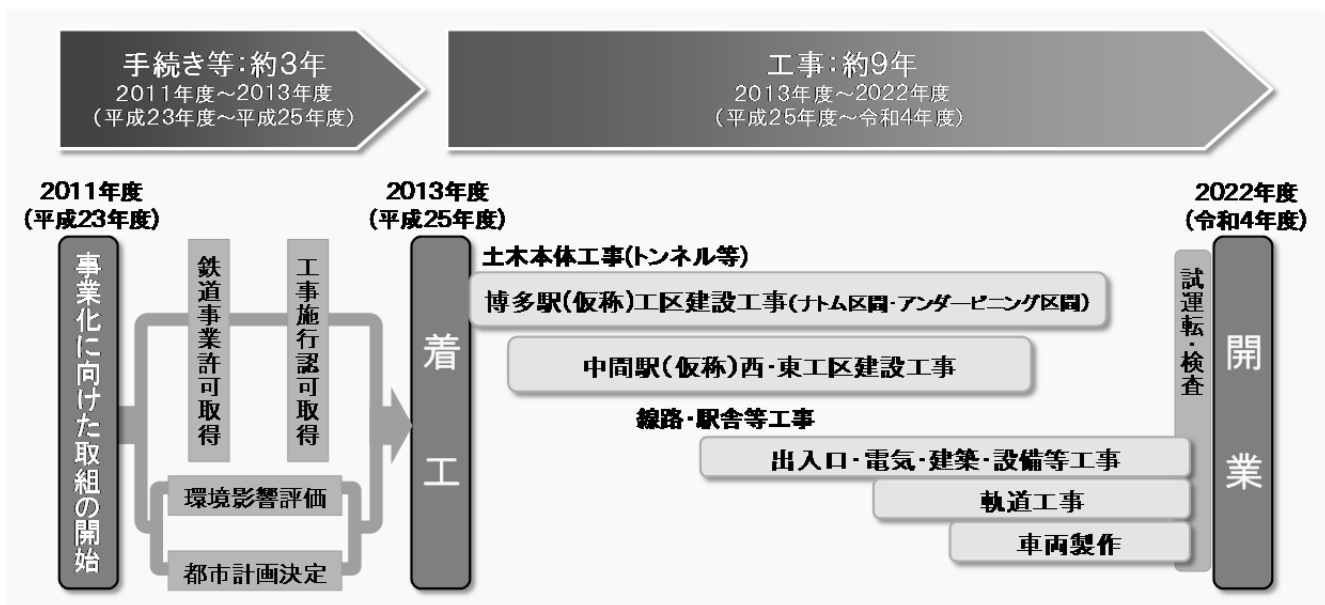 手続き等:約3年
2011年度～2013年度
(平成23年度～平成25年度)
工事:約9年
2013年度～2022年度
(平成25年度～令和4年度)
2011年度
(平成23年度)
2013年度
(平成25年度)
2022年度
(令和4年度)
事業化に向けた取組の開始
鉄道事業許可取得
工事施行認可取得
環境影響評価
都市計画決定
着工
土木本体工事(トンネル等)
博多駅(仮称)工区建設工事(ナトム区間・アンダーピニング区間)
中間駅(仮称)西・東工区建設工事
線路・駅舎等工事
出入口・電気・建築・設備等工事
軌道工事
車両製作
試運転・検査
開業